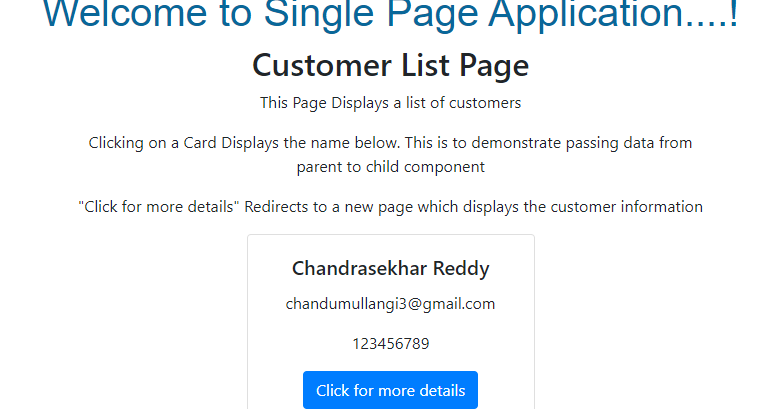 Welcome to Single Page Application....!
Customer List Page
This Page Displays a list of customers
Clicking on a Card Displays the name below. This is to demonstrate passing data from
parent to child component
"Click for more details" Redirects to a new page which displays the customer information
Chandrasekhar Reddy
chandumullangi3@gmail.com
123456789
Click for more details